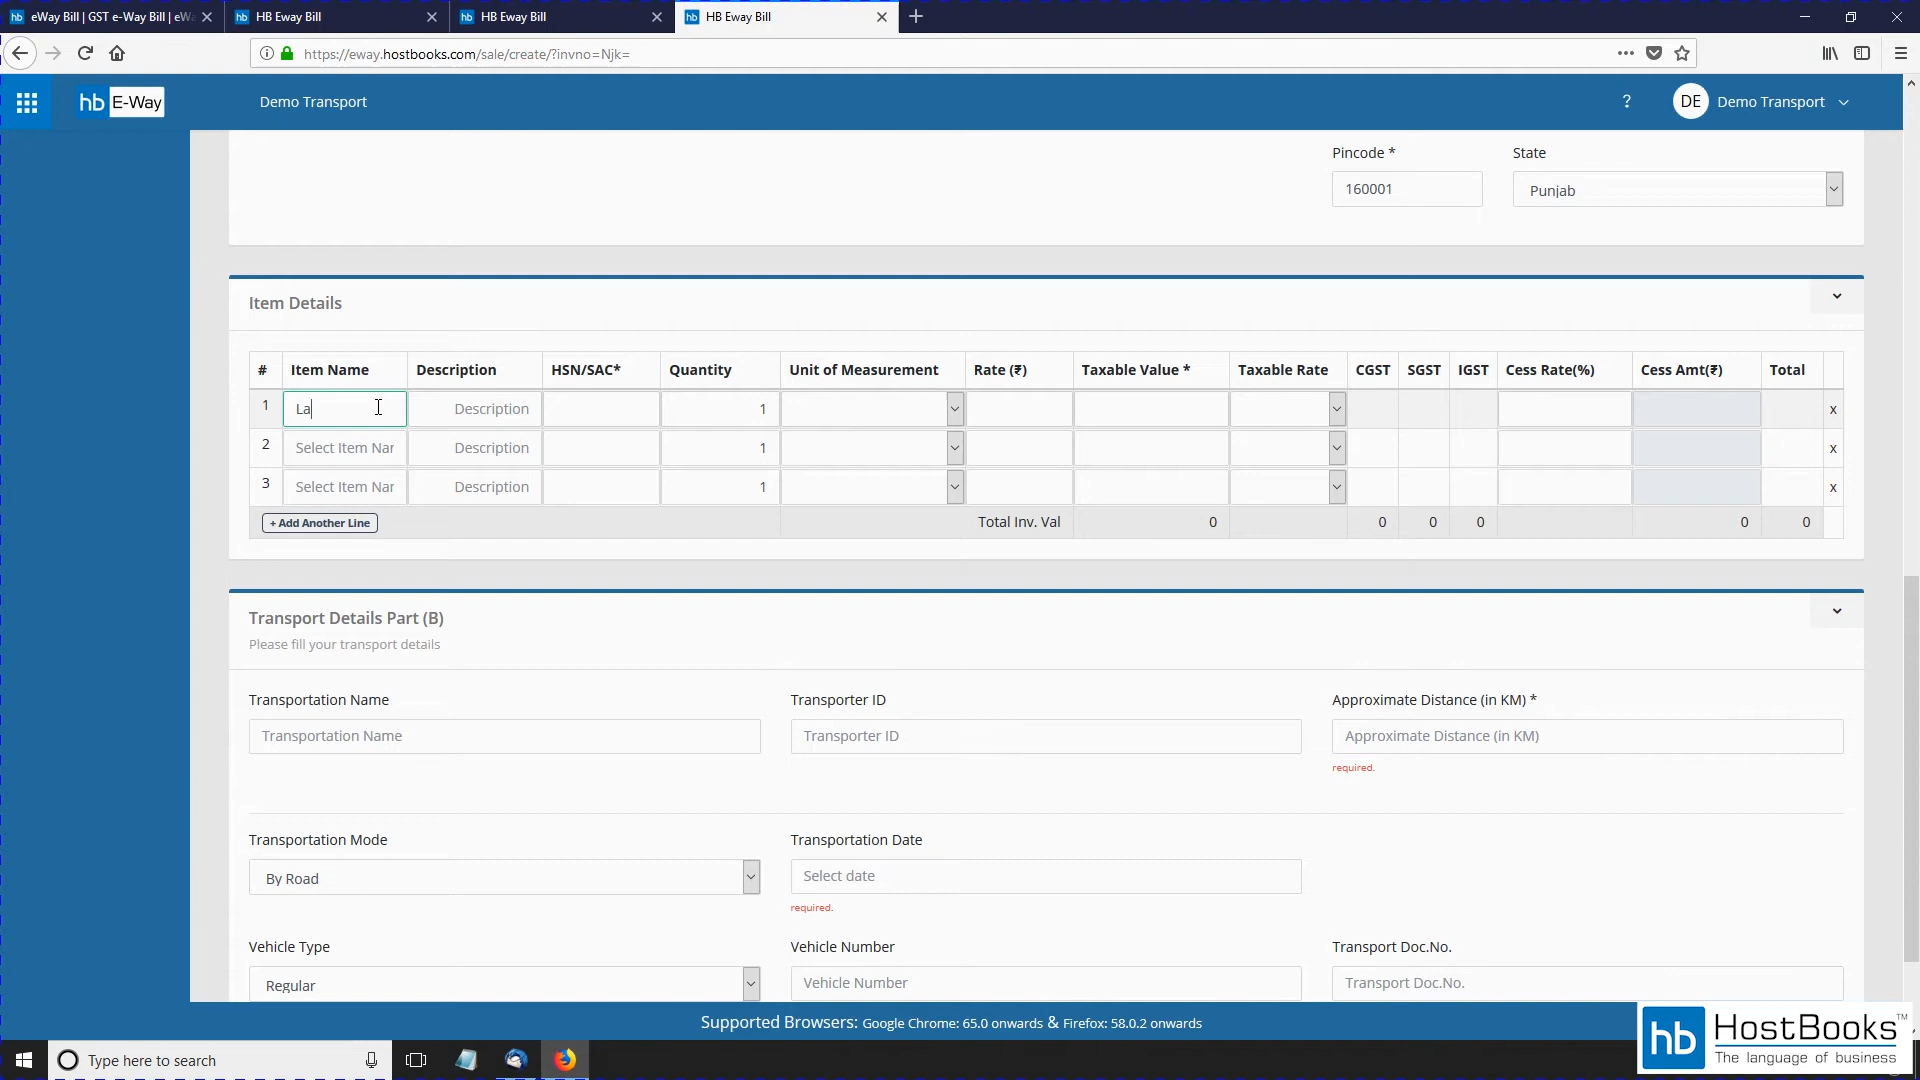 eWay Bill | GST e-Way Bill | eWa
HB Eway Bill
HB Eway Bill
HB Eway Bill
https://eway.hostbooks.com/sale/create/?invno=Njk=
hb E-Way
Demo Transport
?
DE
Demo Transport
Pincode *
State
160001
Punjab
Item Details
# Item Name Description HSN/SAC* Quantity Unit of Measurement Rate (₹) Taxable Value * Taxable Rate CGST SGST IGST Cess Rate(%) Cess Amt(₹) Total
1 La Description 1 x
2 Select Item Nar Description 1 x
3 Select Item Nar Description 1 x
+ Add Another Line Total Inv. Val 0 0 0 0 0 0
Transport Details Part (B)
Please fill your transport details
Transportation Name Transporter ID Approximate Distance (in KM) *
Transportation Name Transporter ID Approximate Distance (in KM)
required.
Transportation Mode Transportation Date
By Road Select date
required.
Vehicle Type Vehicle Number Transport Doc.No.
Regular Vehicle Number Transport Doc.No.
Supported Browsers: Google Chrome: 65.0 onwards & Firefox: 58.0.2 onwards
hb HostBooks™
The language of business
Type here to search